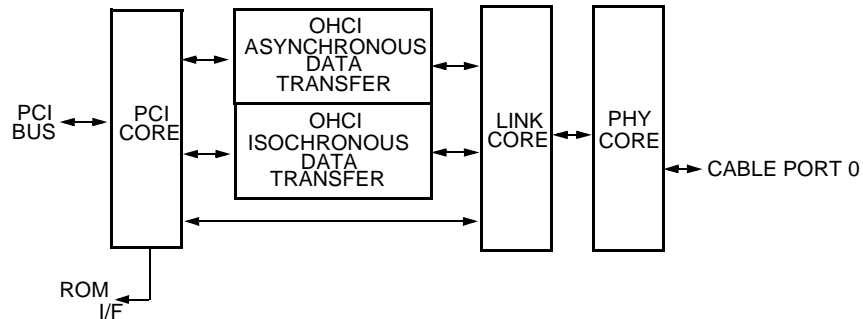 OHCI
ASYNCHRONOUS
DATA
TRANSFER
PCI
BUS
PCI
CORE
OHCI
ISOCHRONOUS
DATA
TRANSFER
LINK
CORE
PHY
CORE
CABLE PORT 0
ROM
I/F